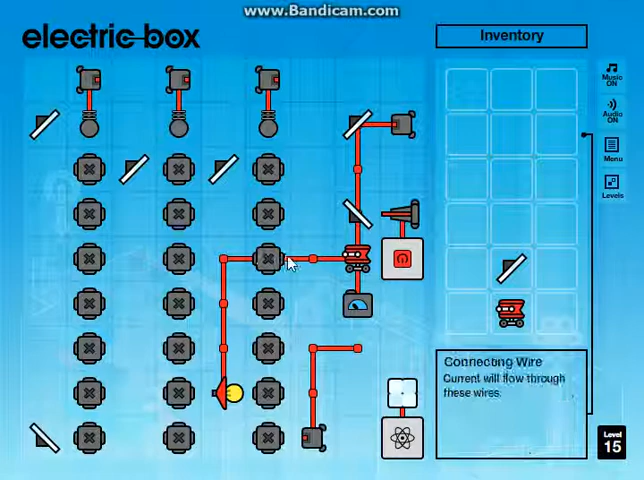 www.Bandicam.com
electric box
Inventory
Music
ON
Audio
ON
Menu
Levels
Connecting Wire
Current will flow through
these wires.
Level
15